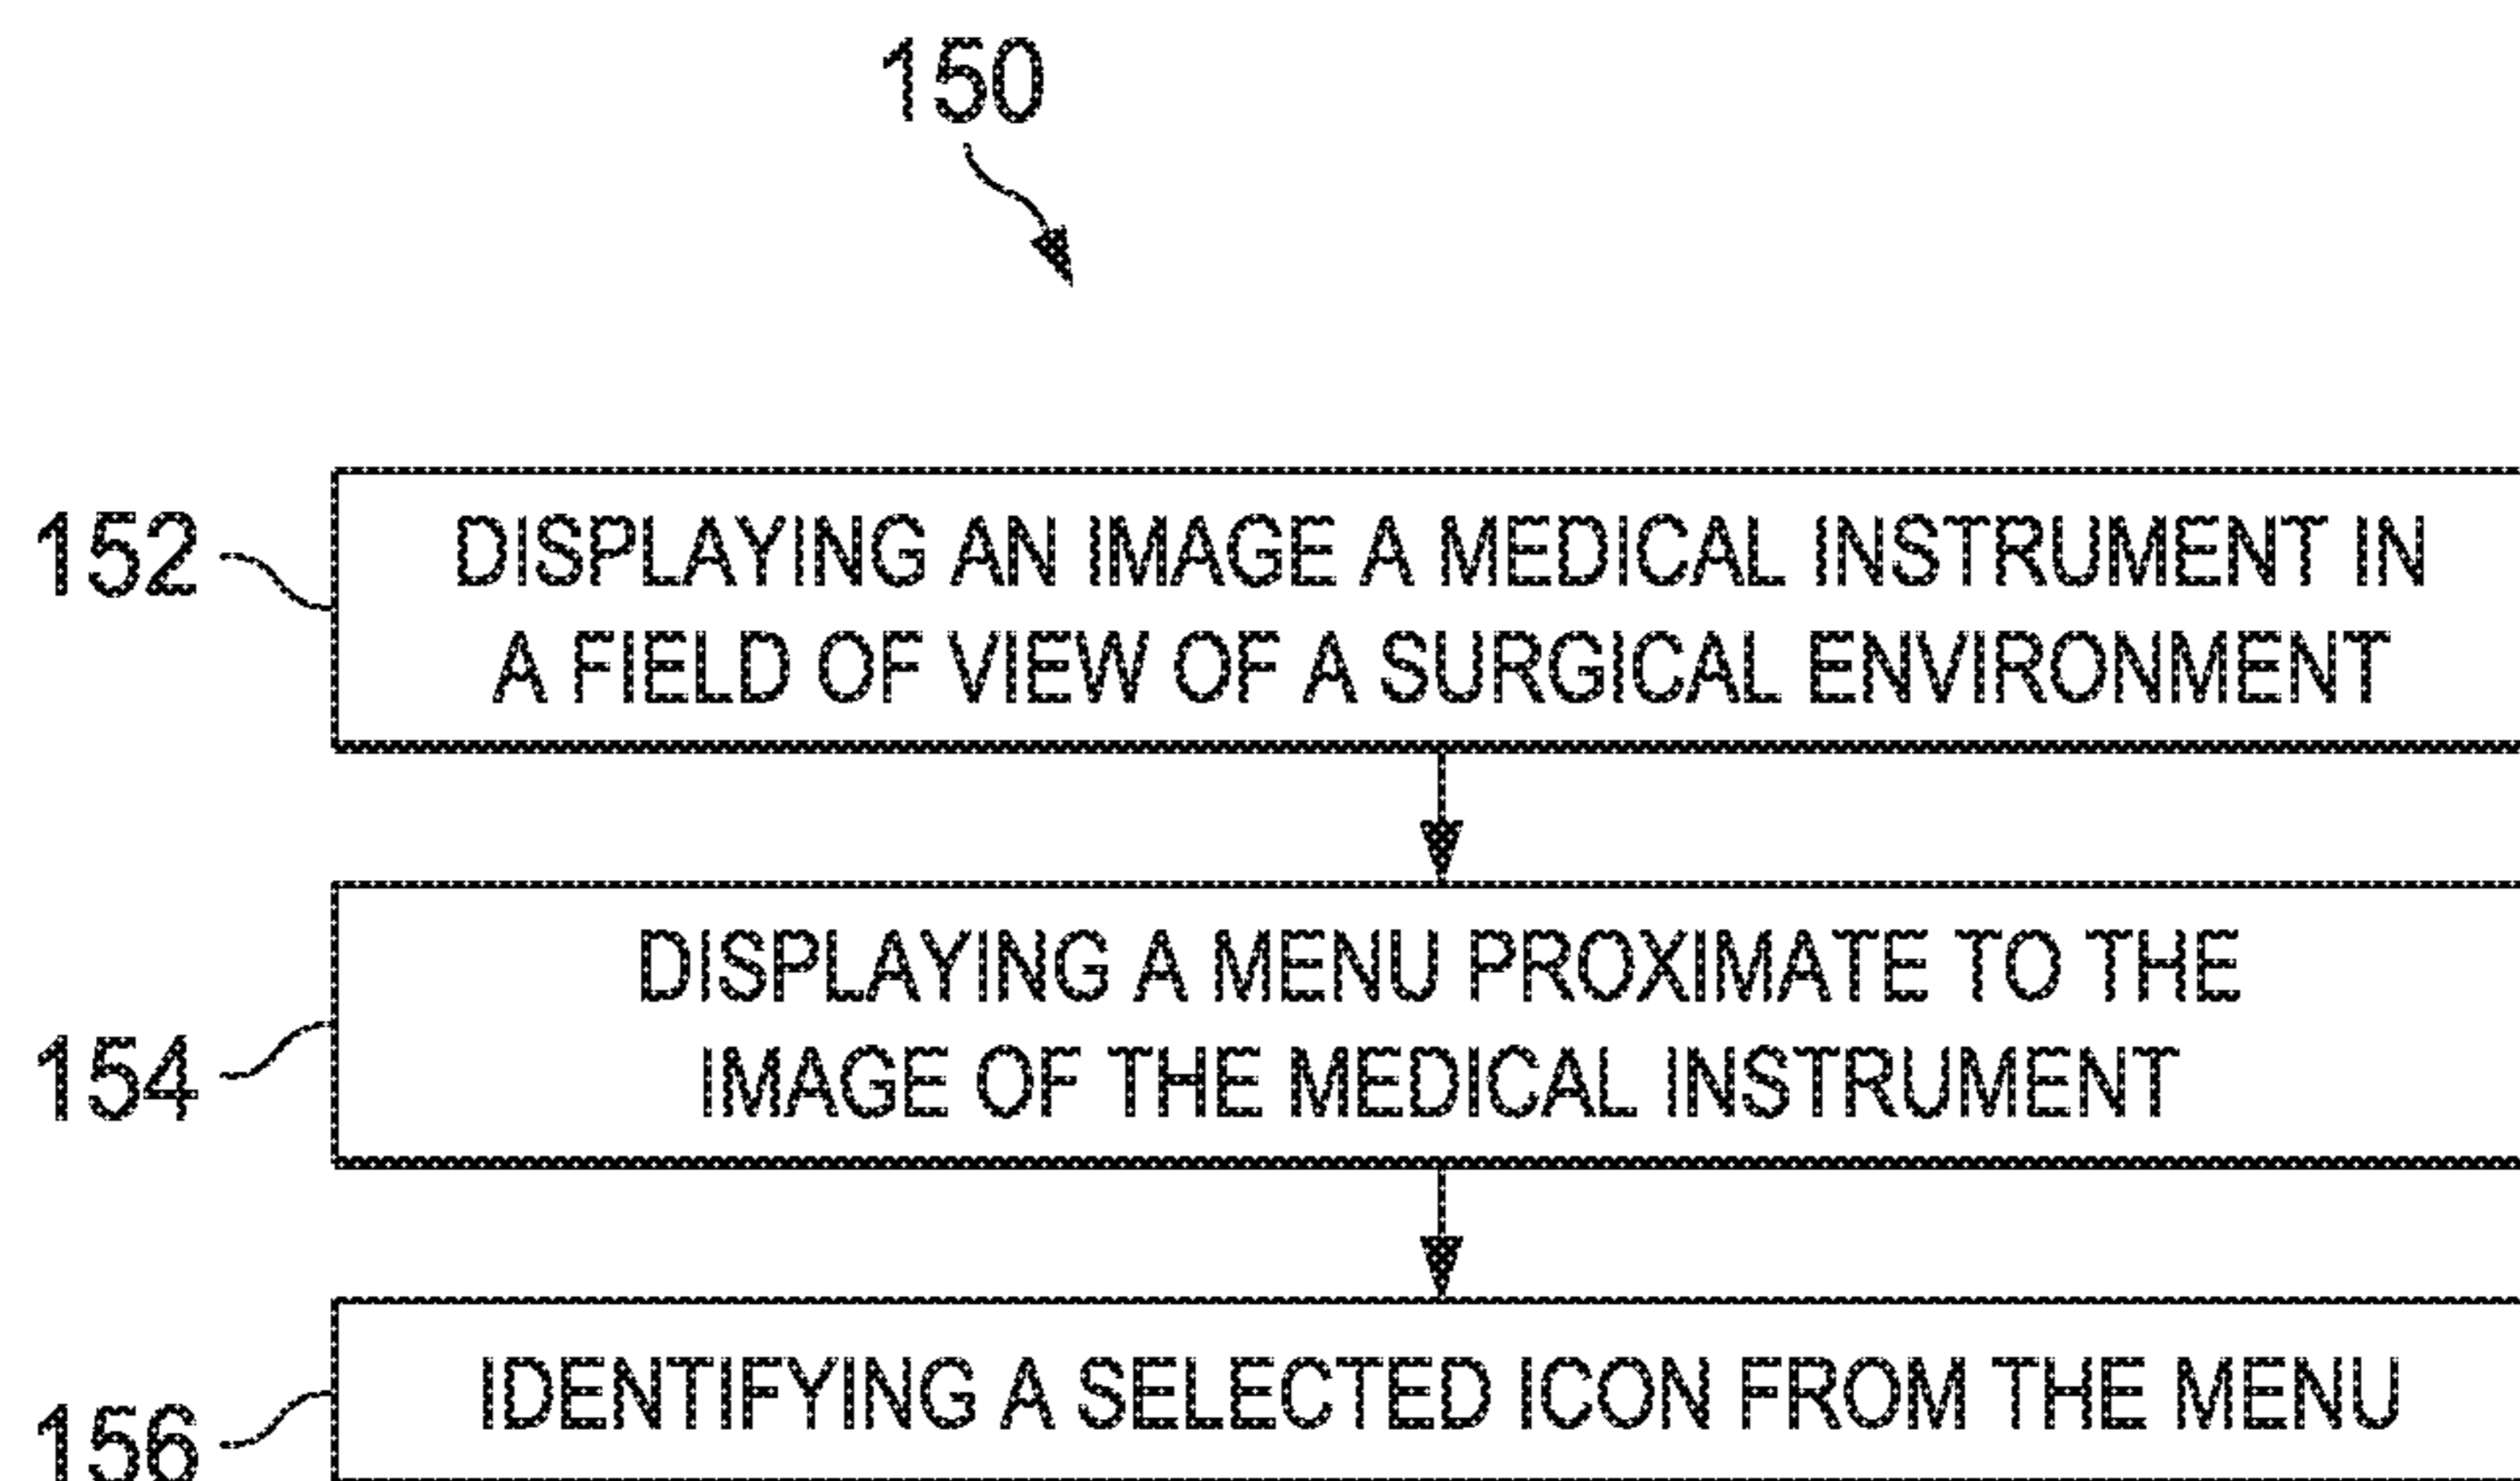 150
152
DISPLAYING AN IMAGE A MEDICAL INSTRUMENT IN
A FIELD OF VIEW OF A SURGICAL ENVIRONMENT
154
DISPLAYING A MENU PROXIMATE TO THE
IMAGE OF THE MEDICAL INSTRUMENT
156
IDENTIFYING A SELECTED ICON FROM THE MENU